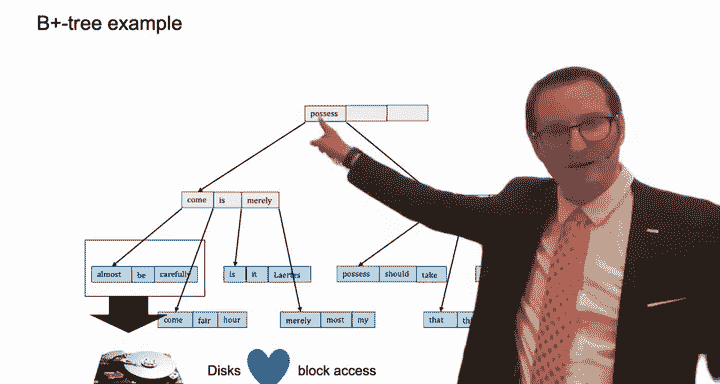 B+-tree example
possess
come is merely
almost be carefully
is it Laertes
possess should take
come fair hour
merely most my
that
Disks block access